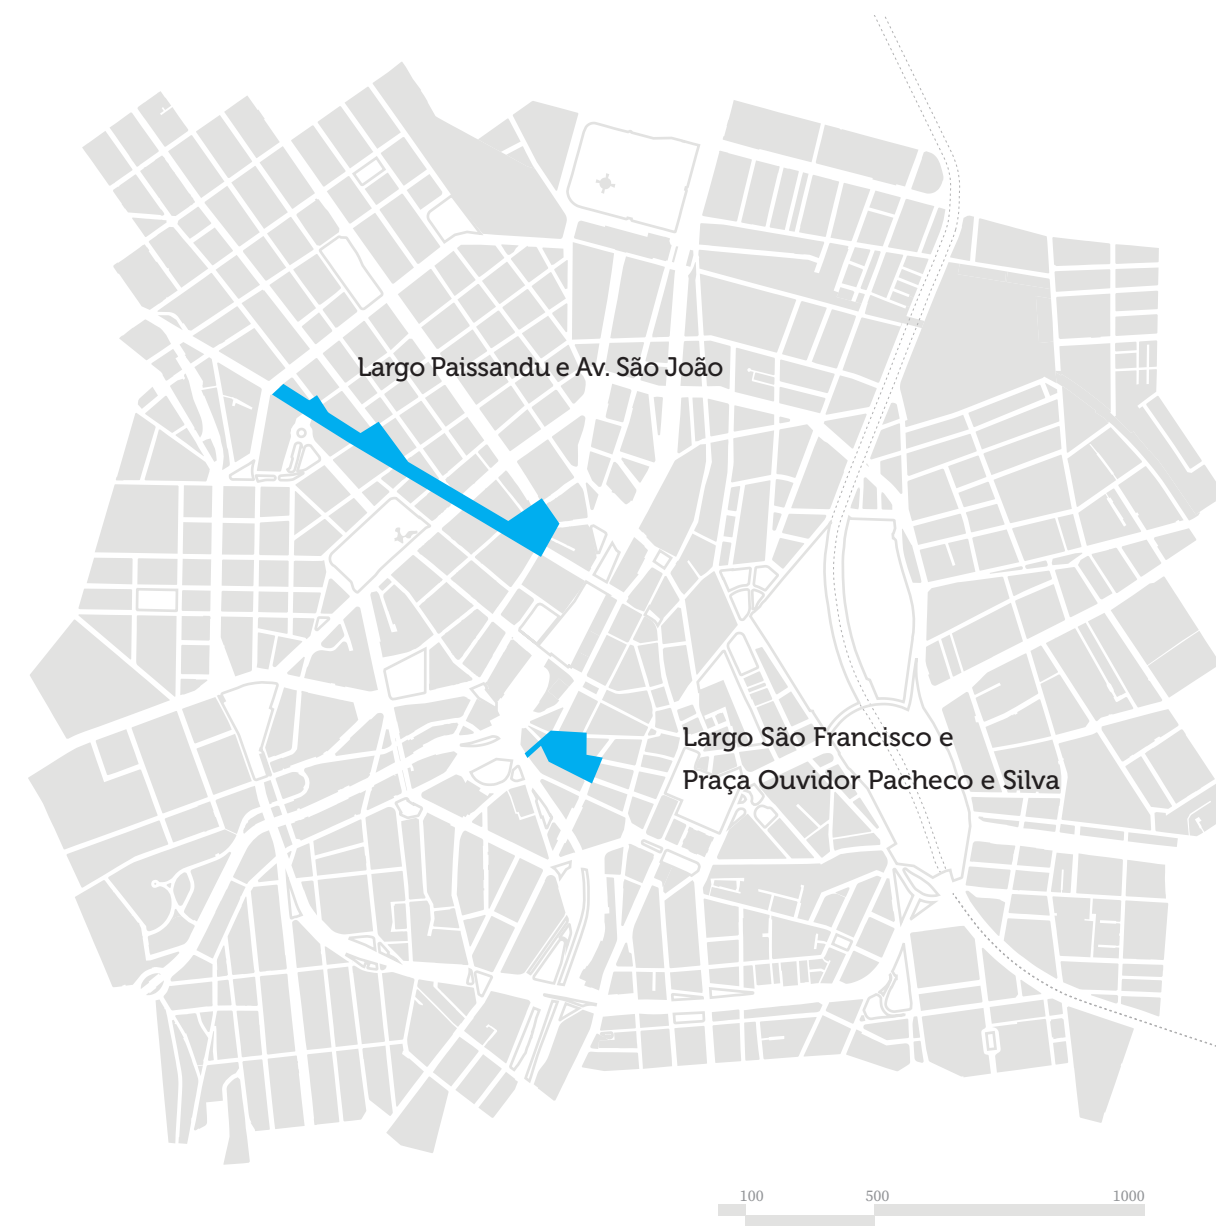 Largo Paissandu e Av. São João
Largo São Francisco e
Praça Ouvidor Pacheco e Silva
100 500 1000